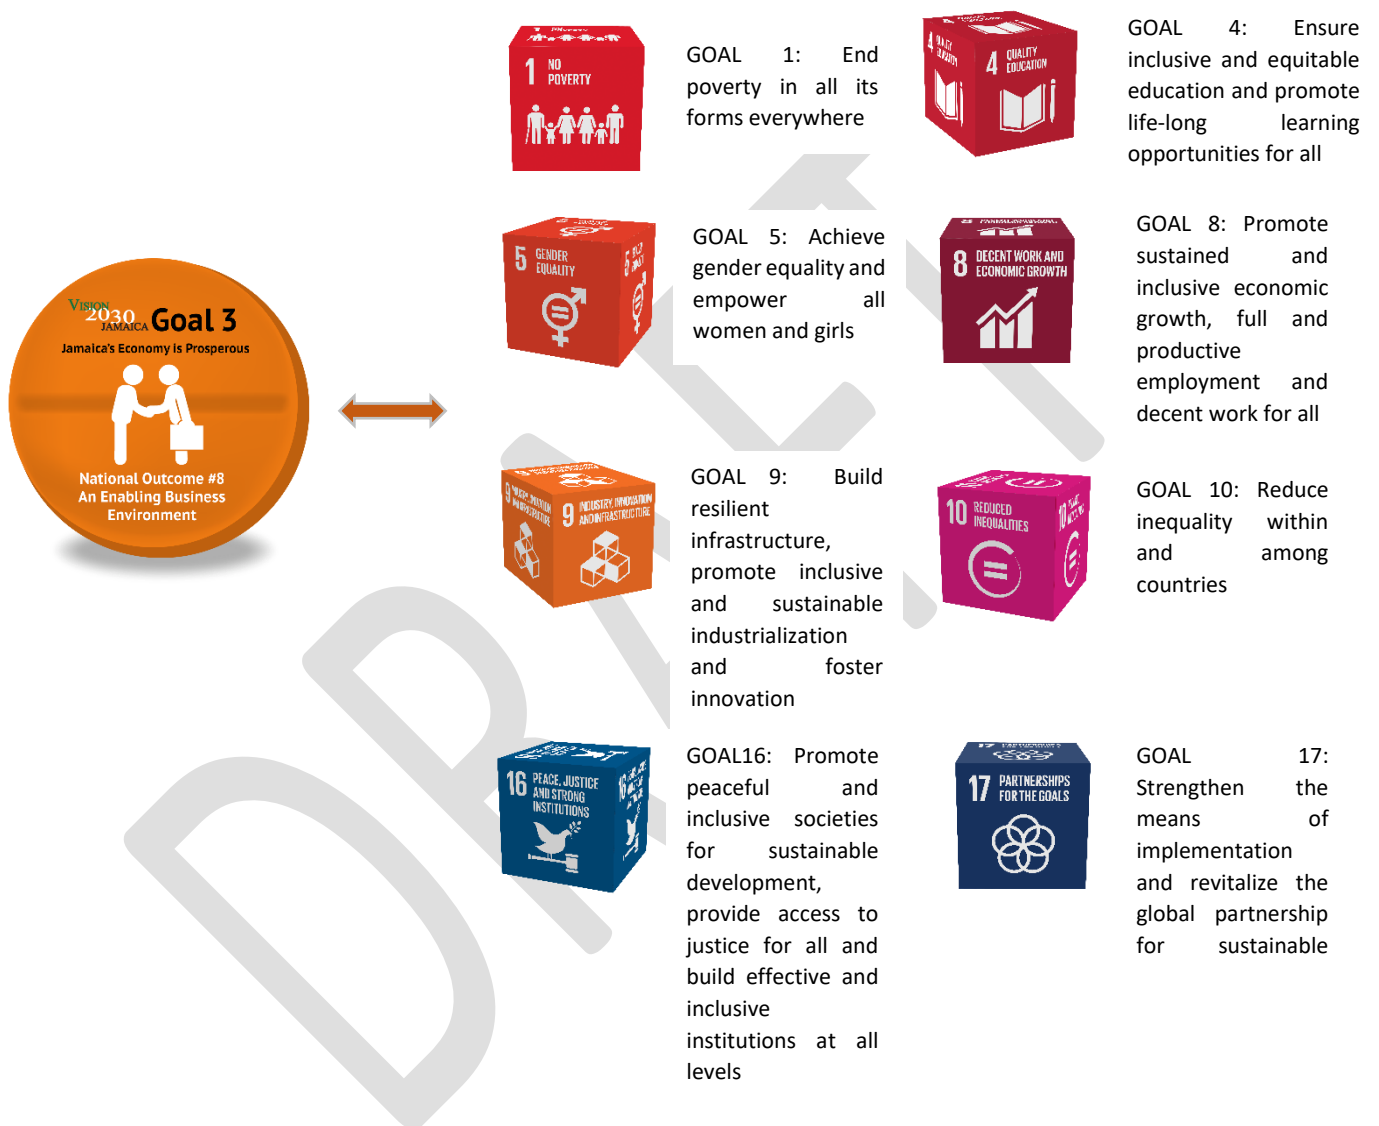 VISION
2030
JAMAICA Goal 3
Jamaica's Economy is Prosperous
National Outcome #8
An Enabling Business
Environment
1 NO
POVERTY
GOAL 1: End
poverty in all its
forms everywhere
4 QUALITY
EDUCATION
4 QUALITY
EDUCATION
GOAL 4: Ensure
inclusive and equitable
education and promote
life-long learning
opportunities for all
5 GENDER
EQUALITY
GOAL 5: Achieve
gender equality and
empower all
women and girls
8 DECENT WORK AND
ECONOMIC GROWTH
GOAL 8: Promote
sustained and
inclusive economic
growth, full and
productive
employment and
decent work for all
9 INDUSTRY, INNOVATION
AND INFRASTRUCTURE
GOAL 9: Build
resilient
infrastructure,
promote inclusive
and sustainable
industrialization
and foster
innovation
10 REDUCED
INEQUALITIES
GOAL 10: Reduce
inequality within
and among
countries
16 PEACE, JUSTICE
AND STRONG
INSTITUTIONS
GOAL16: Promote
peaceful and
inclusive societies
for sustainable
development,
provide access to
justice for all and
build effective and
inclusive
institutions at all
levels
17 PARTNERSHIPS
FOR THE GOALS
GOAL 17:
Strengthen the
means of
implementation
and revitalize the
global partnership
for sustainable
DRAFT